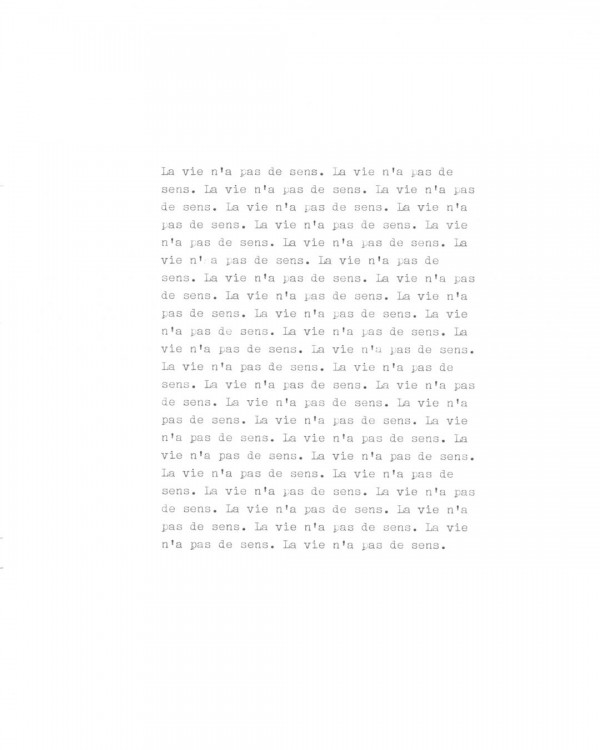 La vie n'a pas de sens. La vie n'a pas de
sens. La vie n'a pas de sens. La vie n'a pas
de sens. La vie n'a pas de sens. La vie n'a
pas de sens. La vie n'a pas de sens. La vie
n'a pas de sens. La vie n'a pas de sens. La
vie n' a pas de sens. La vie n'a pas de
sens. La vie n'a pas de sens. La vie n'a pas
de sens. La vie n'a pas de sens. La vie n'a
pas de sens. La vie n'a pas de sens. La vie
n'a pas de sens. La vie n'a pas de sens. La
vie n'a pas de sens. La vie n'a pas de sens.
La vie n'a pas de sens. La vie n'a pas de
sens. La vie n'a pas de sens. La vie n'a pas
de sens. La vie n'a pas de sens. La vie n'a
pas de sens. La vie n'a pas de sens. La vie
n'a pas de sens. La vie n'a pas de sens. La
vie n'a pas de sens. La vie n'a pas de sens.
La vie n'a pas de sens. La vie n'a pas de
sens. La vie n'a pas de sens. La vie n'a pas
de sens. La vie n'a pas de sens. La vie n'a
pas de sens. La vie n'a pas de sens. La vie
n'a pas de sens. La vie n'a pas de sens.